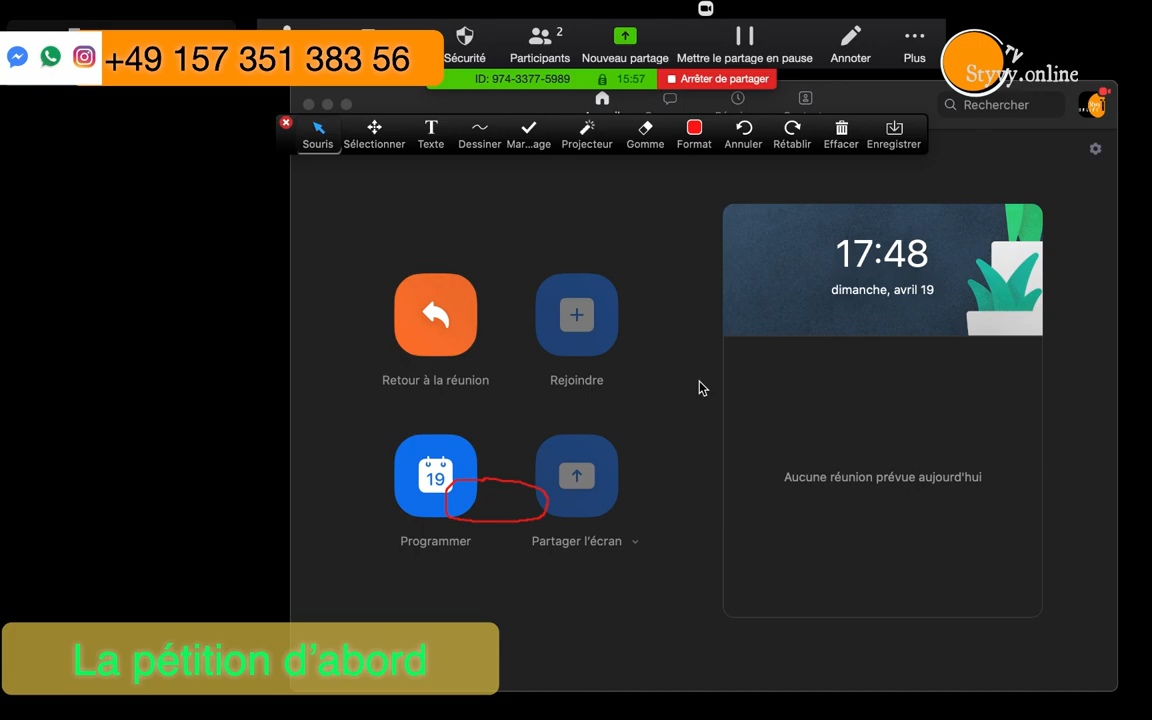 +49 157 351 383 56
Sécurité
Participants
2
Nouveau partage
Mettre le partage en pause
Annoter
Plus
TV
Styvy.online
ID: 974-3377-5989
15:57
Arrêter de partager
Rechercher
Souris
Sélectionner
Texte
Dessiner
Mar...age
Projecteur
Gomme
Format
Annuler
Rétablir
Effacer
Enregistrer
17:48
dimanche, avril 19
Retour à la réunion
Rejoindre
19
Aucune réunion prévue aujourd'hui
Programmer
Partager l'écran
La pétition d'abord